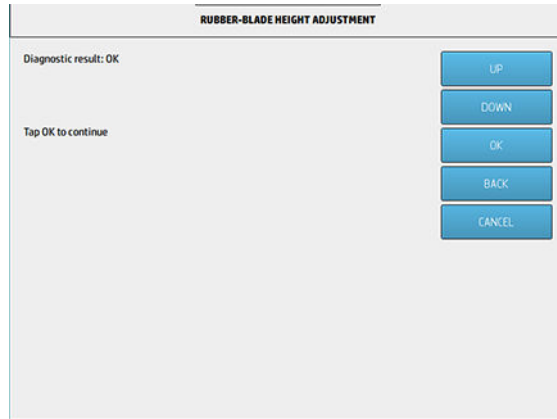 RUBBER-BLADE HEIGHT ADJUSTMENT
Diagnostic result: OK
Tap OK to continue
UP
DOWN
OK
BACK
CANCEL